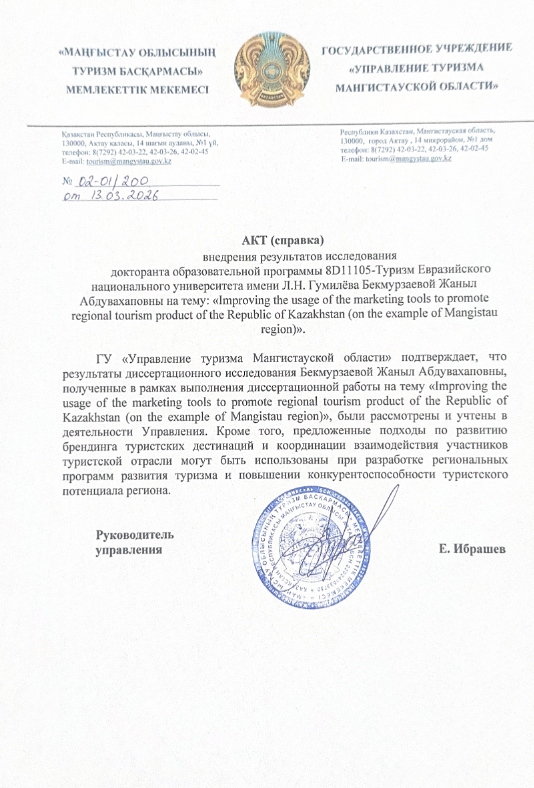 «МАҢҒЫСТАУ ОБЛЫСЫНЫҢ
ТУРИЗМ БАСҚАРМАСЫ»
МЕМЛЕКЕТТІК МЕКЕМЕСІ
ГОСУДАРСТВЕННОЕ УЧРЕЖДЕНИЕ
«УПРАВЛЕНИЕ ТУРИЗМА
МАНГИСТАУСКОЙ ОБЛАСТИ»
Қазақстан Республикасы, Маңғыстау облысы,
130000, Ақтау қаласы, 14 шағын ауданы, №1 үй,
телефон: 8(7292) 42-03-22, 42-03-26, 42-02-45
E-mail: tourism@mangystau.gov.kz
Республики Казахстан, Мангистауская область,
130000, город Актау , 14 микрорайон, №1 дом
телефон: 8(7292) 42-03-22, 42-03-26, 42-02-45
E-mail: tourism@mangystau.gov.kz
№ 02-01/200
от 13.03.2026
АКТ (справка)
внедрения результатов исследования
докторанта образовательной программы 8D11105-Туризм Евразийского
национального университета имени Л.Н. Гумилёва Бекмурзаевой Жаныл
Абдувахаповны на тему: «Improving the usage of the marketing tools to promote
regional tourism product of the Republic of Kazakhstan (on the example of Mangistau
region)».
ГУ «Управление туризма Мангистауской области» подтверждает, что
результаты диссертационного исследования Бекмурзаевой Жаныл Абдувахаповны,
полученные в рамках выполнения диссертационной работы на тему «Improving the
usage of the marketing tools to promote regional tourism product of the Republic of
Kazakhstan (on the example of Mangistau region)», были рассмотрены и учтены в
деятельности Управления. Кроме того, предложенные подходы по развитию
брендинга туристских дестинаций и координации взаимодействия участников
туристской отрасли могут быть использованы при разработке региональных
программ развития туризма и повышении конкурентоспособности туристского
потенциала региона.
Руководитель
управления
Е. Ибрашев